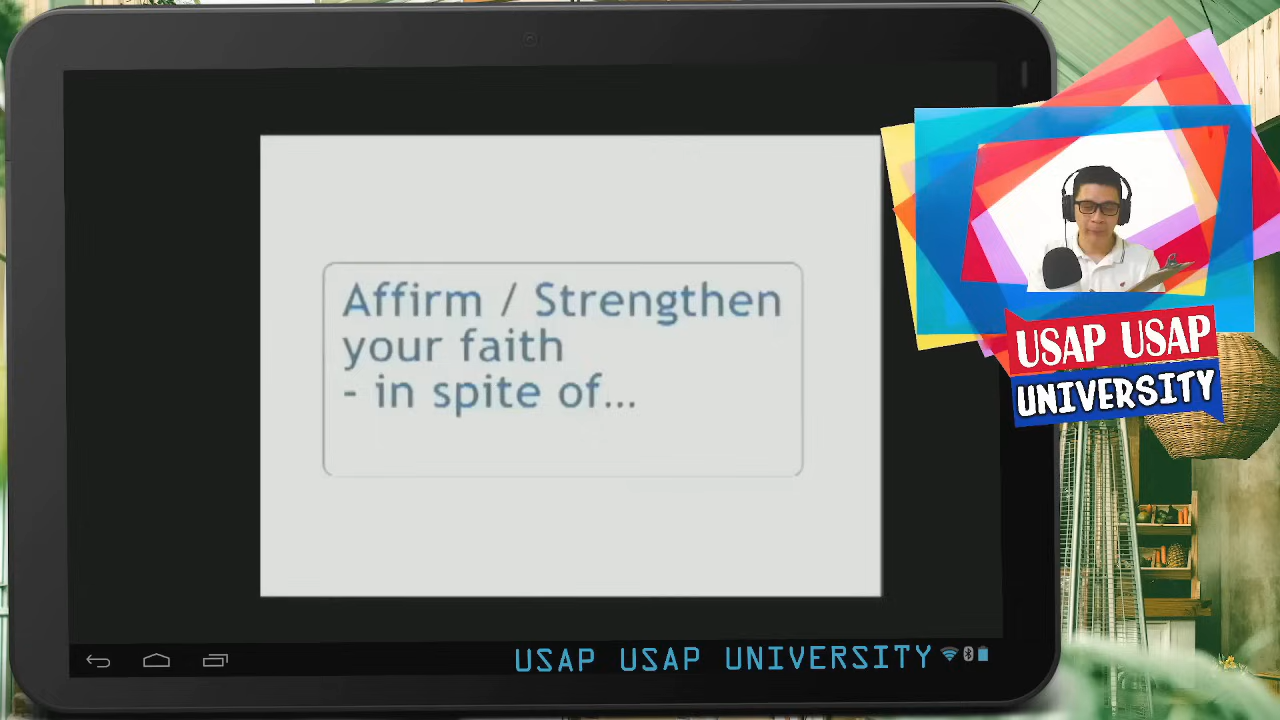 Affirm / Strengthen
your faith
- in spite of...
USAP USAP
UNIVERSITY
USAP USAP UNIVERSITY